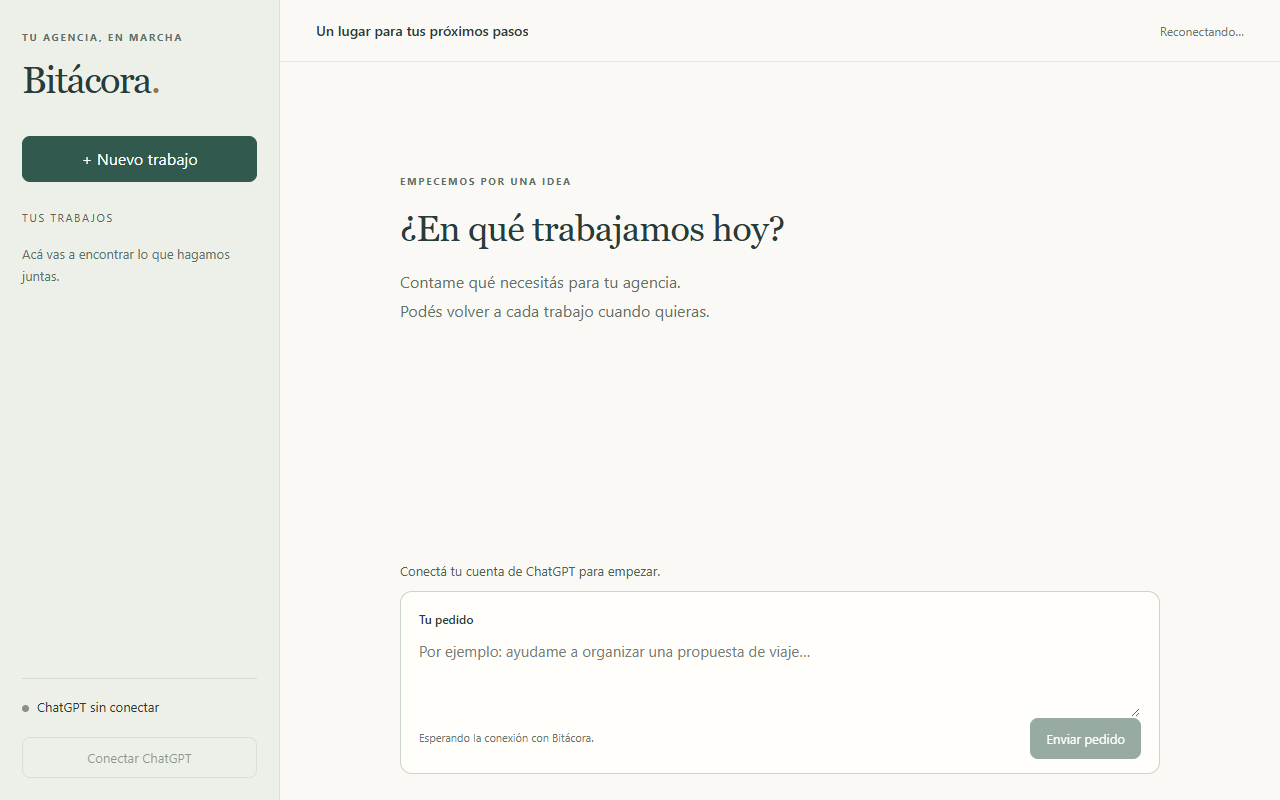 TU AGENCIA, EN MARCHA
Bitácora.
+ Nuevo trabajo
TUS TRABAJOS
Acá vas a encontrar lo que hagamos
juntas.
ChatGPT sin conectar
Conectar ChatGPT
Un lugar para tus próximos pasos
Reconectando...
EMPECEMOS POR UNA IDEA
¿En qué trabajamos hoy?
Contame qué necesitás para tu agencia.
Podés volver a cada trabajo cuando quieras.
Conectá tu cuenta de ChatGPT para empezar.
Tu pedido
Por ejemplo: ayudame a organizar una propuesta de viaje...
Esperando la conexión con Bitácora.
Enviar pedido